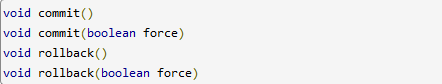 void commit()
void commit(boolean force)
void rollback()
void rollback(boolean force)